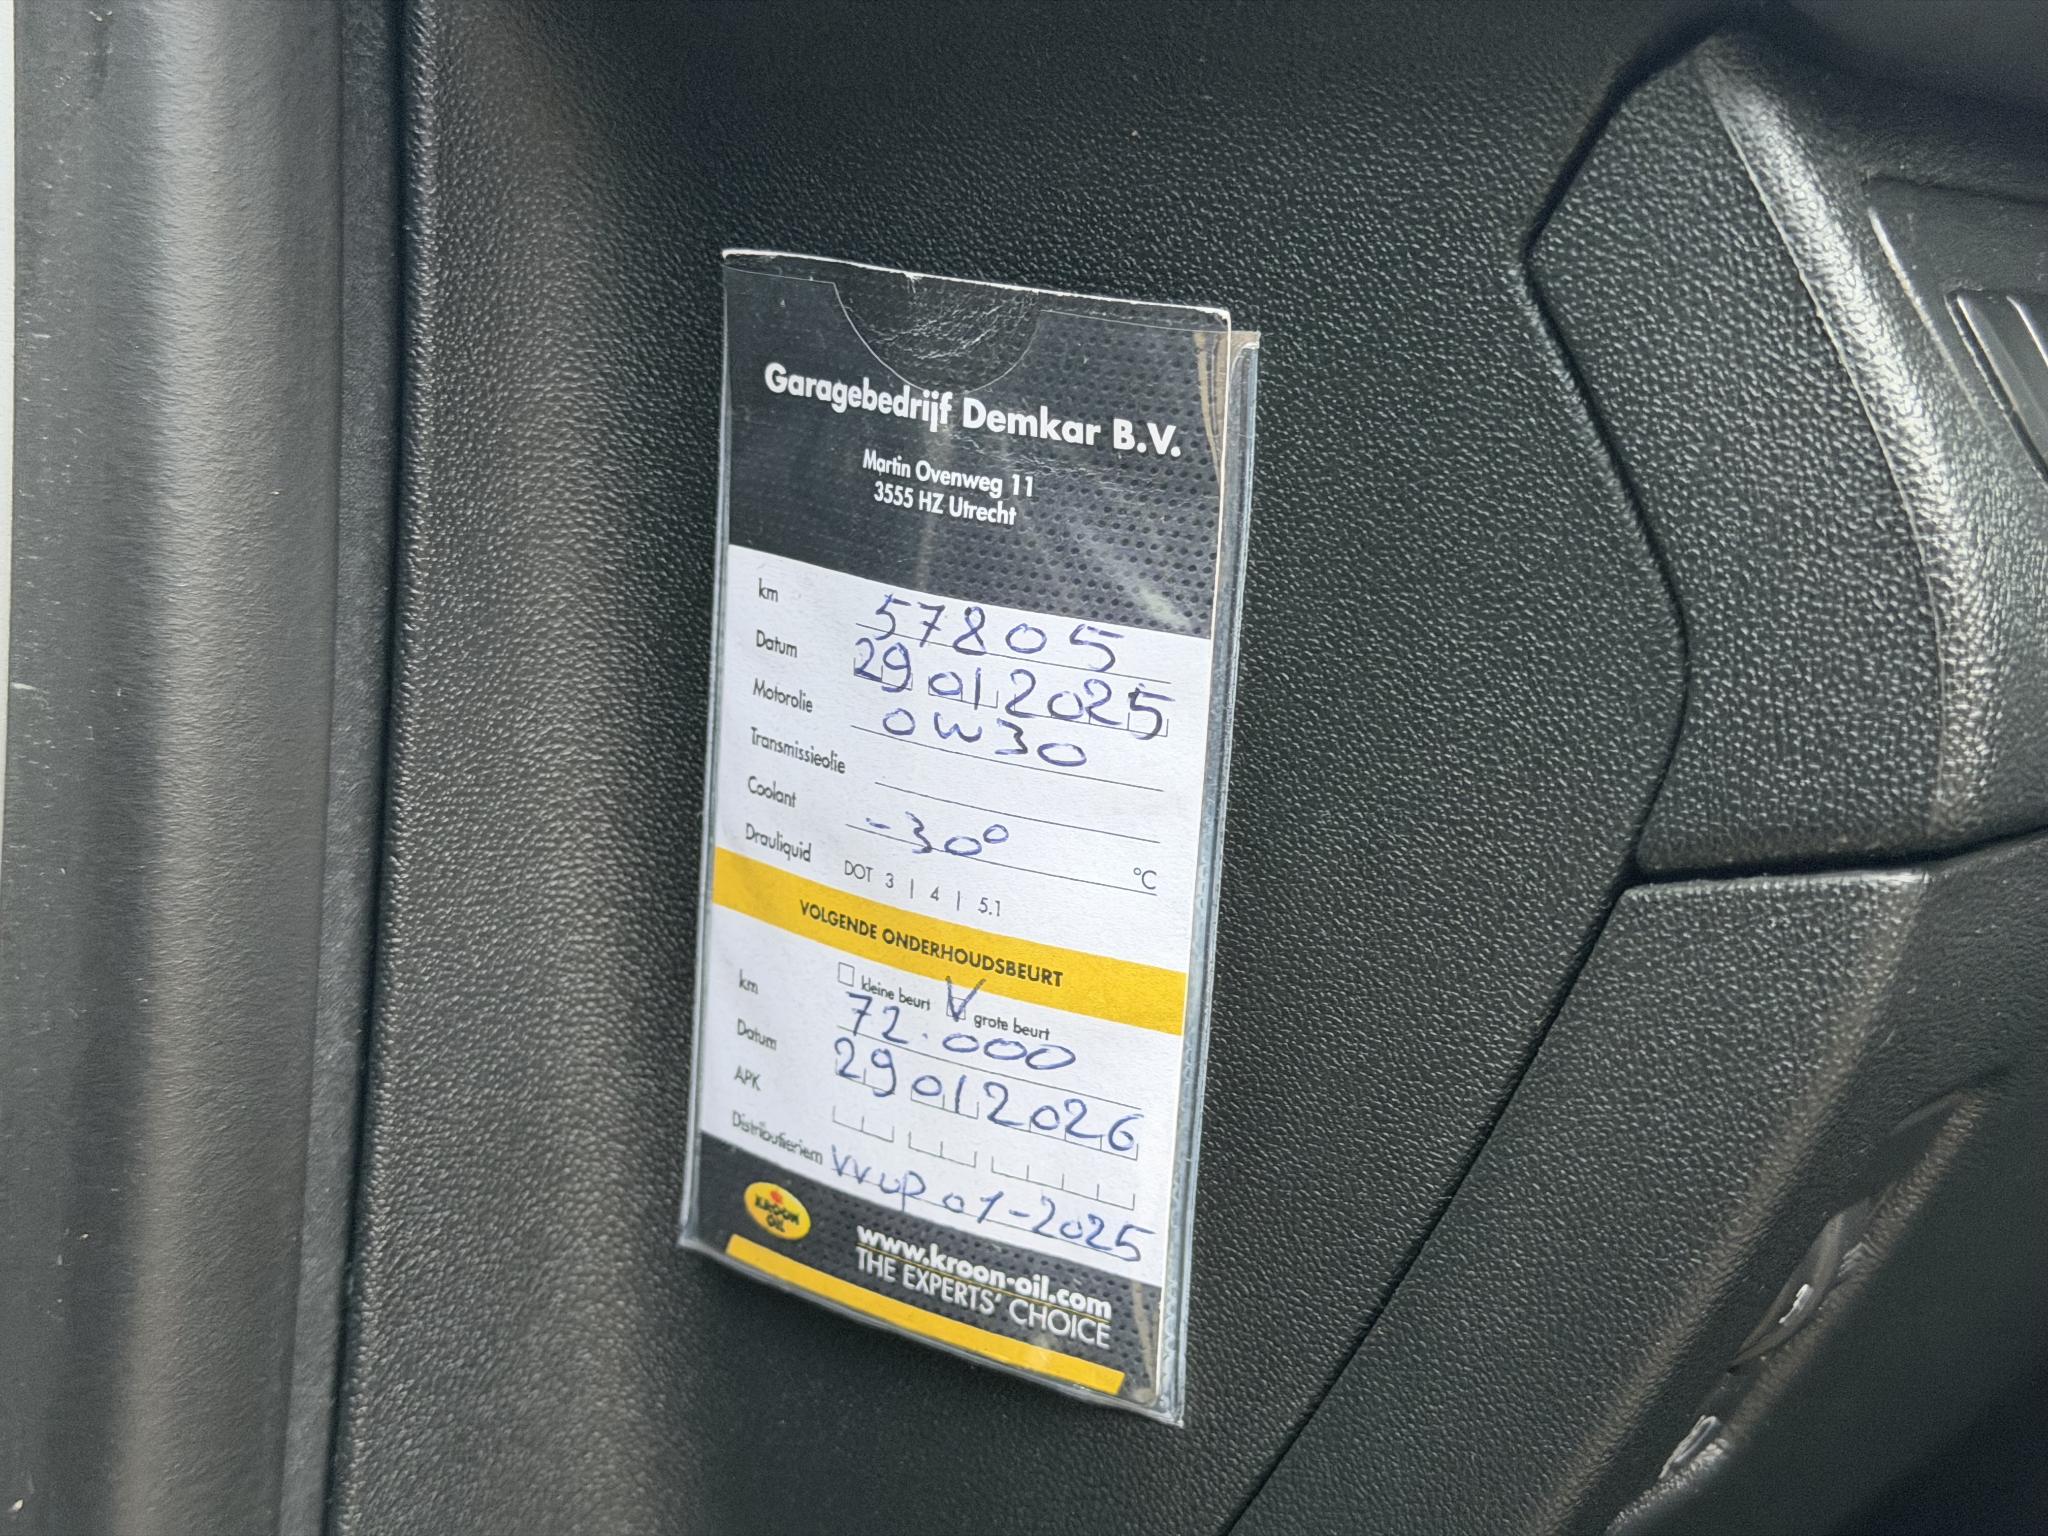 Garagebedrijf Demkar B.V.
Martin Ovenweg 11
3555 HZ Utrecht
km 57805
Datum 29 01 2025
Motorolie 0W30
Transmissieolie
Coolant -30° °C
Drauliquid DOT 3 | 4 | 5.1
VOLGENDE ONDERHOUDSBEURT
kleine beurt V grote beurt
km 72.000
Datum 29 01 2026
APK
Distributieriem VVUP 01-2025
KROON OIL
www.kroon-oil.com
THE EXPERTS' CHOICE